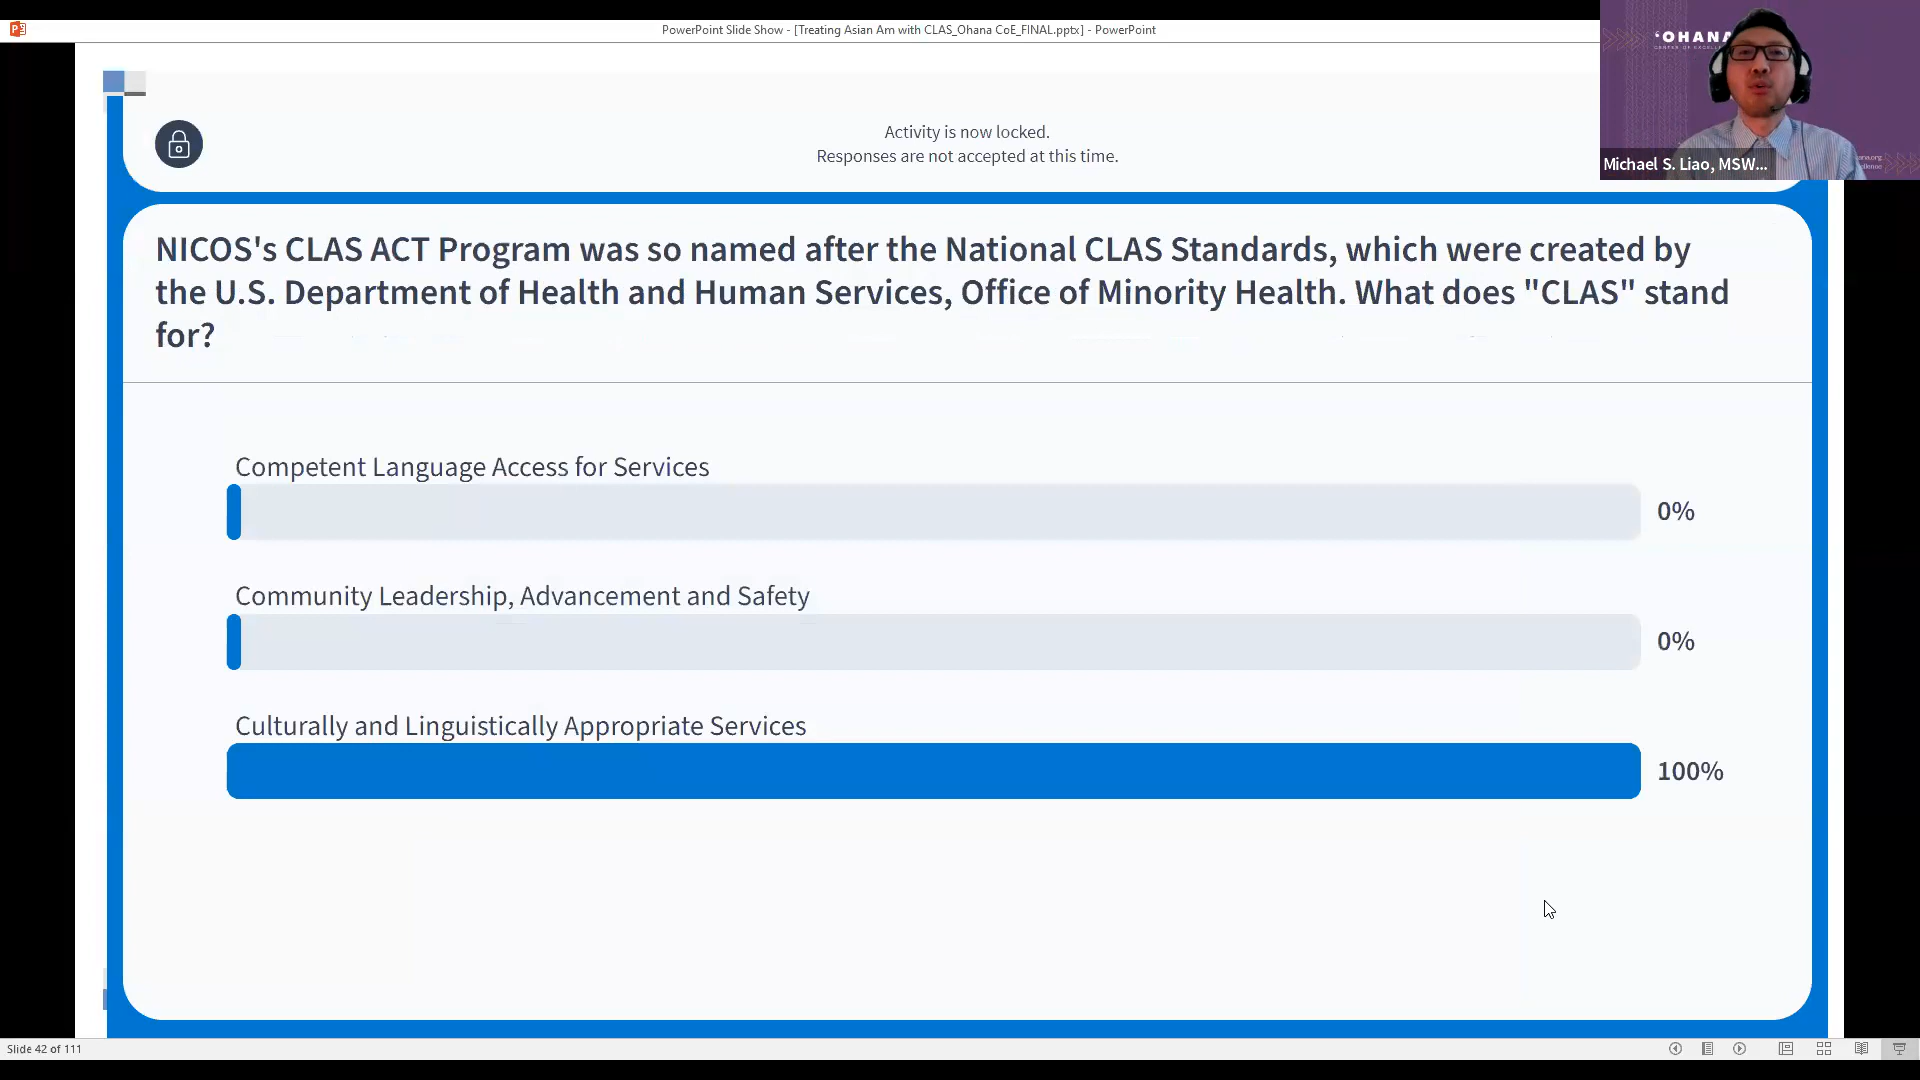 PowerPoint Slide Show - [Treating Asian Am with CLAS_Ohana CoE_FINAL.pptx] - PowerPoint
‘OHANA
Michael S. Liao, MSW...
Activity is now locked.
Responses are not accepted at this time.
NICOS's CLAS ACT Program was so named after the National CLAS Standards, which were created by
the U.S. Department of Health and Human Services, Office of Minority Health. What does "CLAS" stand
for?
Competent Language Access for Services
0%
Community Leadership, Advancement and Safety
0%
Culturally and Linguistically Appropriate Services
100%
Slide 42 of 111